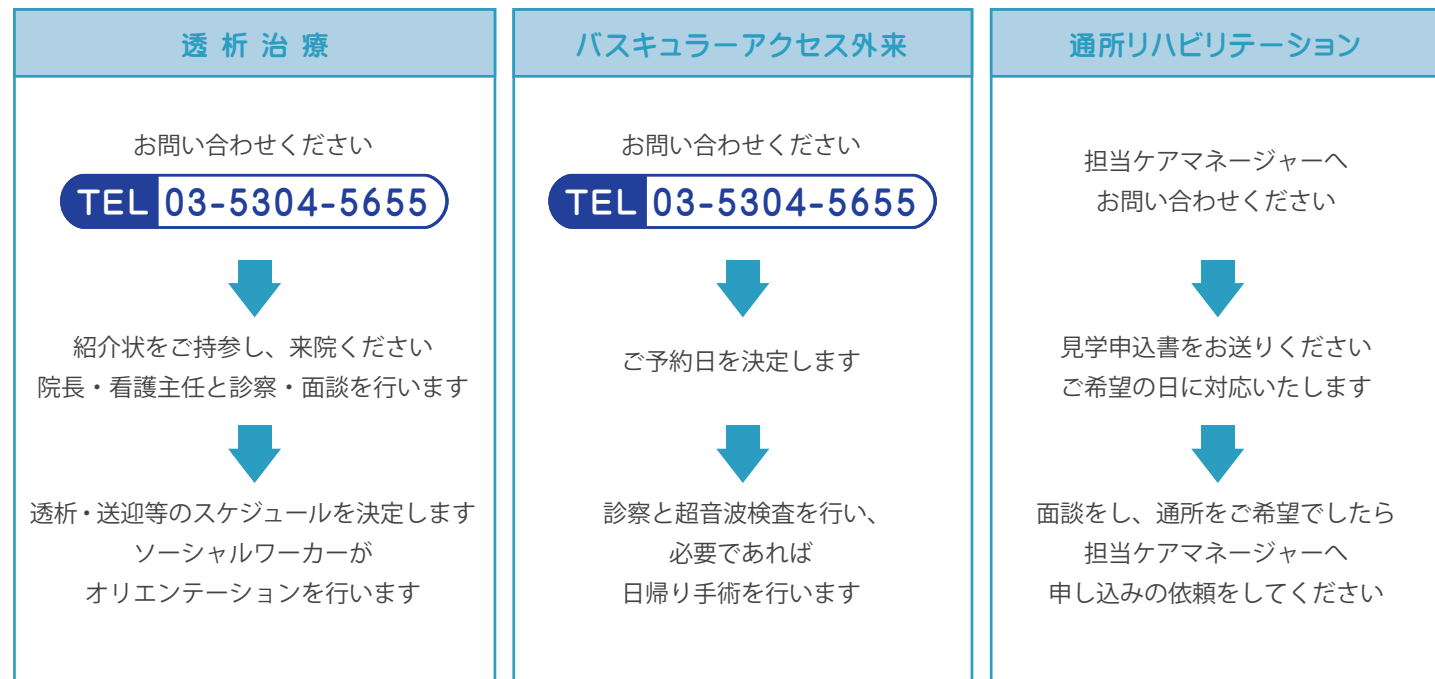 透析治療
お問い合わせください
TEL 03-5304-5655
紹介状をご持参し、来院ください
院長・看護主任と診察・面談を行います
透析・送迎等のスケジュールを決定します
ソーシャルワーカーが
オリエンテーションを行います
バスキュラーアクセス外来
お問い合わせください
TEL 03-5304-5655
ご予約日を決定します
診察と超音波検査を行い、
必要であれば
日帰り手術を行います
通所リハビリテーション
担当ケアマネージャーへ
お問い合わせください
見学申込書をお送りください
ご希望の日に対応いたします
面談をし、通所をご希望でしたら
担当ケアマネージャーへ
申し込みの依頼をしてください